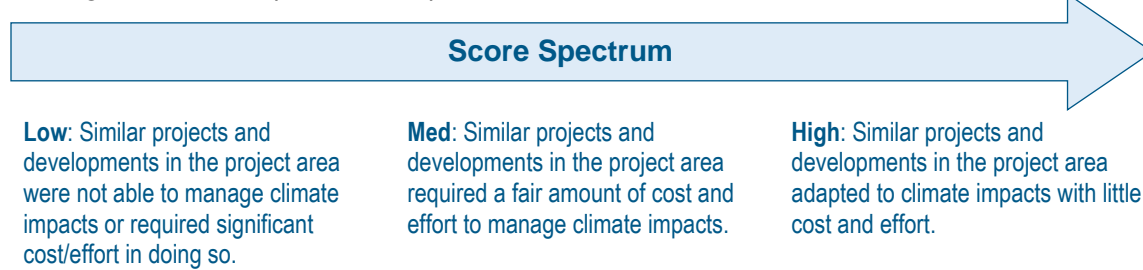 Score Spectrum
Low: Similar projects and
developments in the project area
were not able to manage climate
impacts or required significant
cost/effort in doing so.
Med: Similar projects and
developments in the project area
required a fair amount of cost and
effort to manage climate impacts.
High: Similar projects and
developments in the project area
adapted to climate impacts with little
cost and effort.